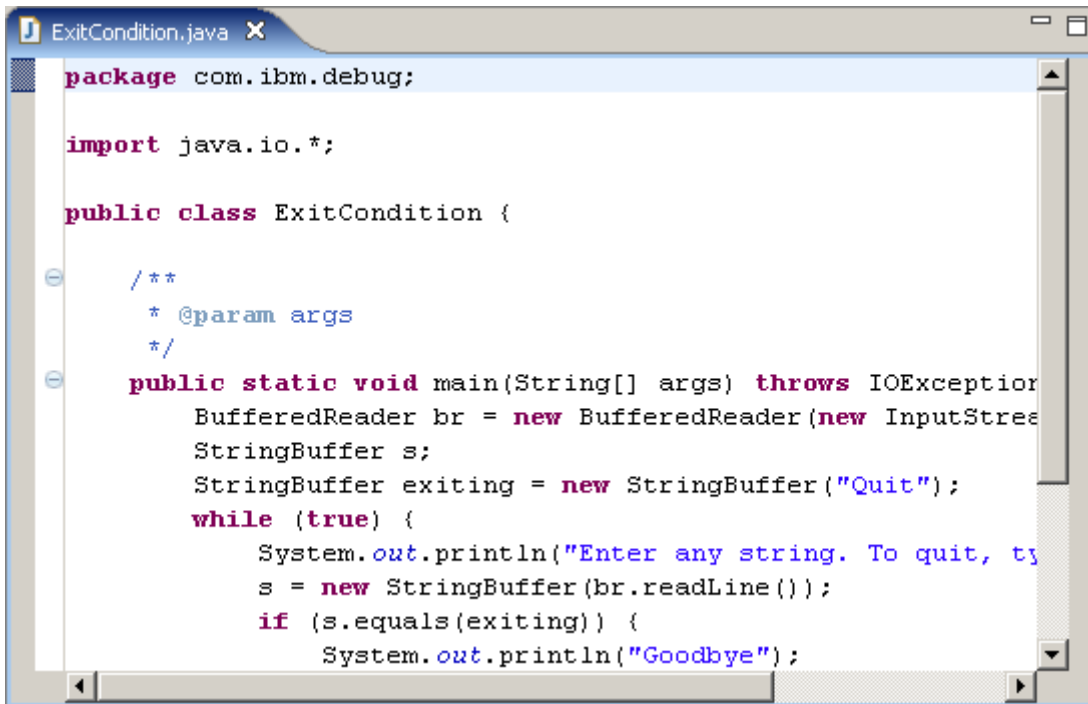 ExitCondition.java
package com.ibm.debug;
import java.io.*;
public class ExitCondition {
/**
* @param args
*/
public static void main(String[] args) throws IOException
BufferedReader br = new BufferedReader(new InputStrea
StringBuffer s;
StringBuffer exiting = new StringBuffer("Quit");
while (true) {
System.out.println("Enter any string. To quit, ty
s = new StringBuffer(br.readLine());
if (s.equals(exiting)) {
System.out.println("Goodbye");